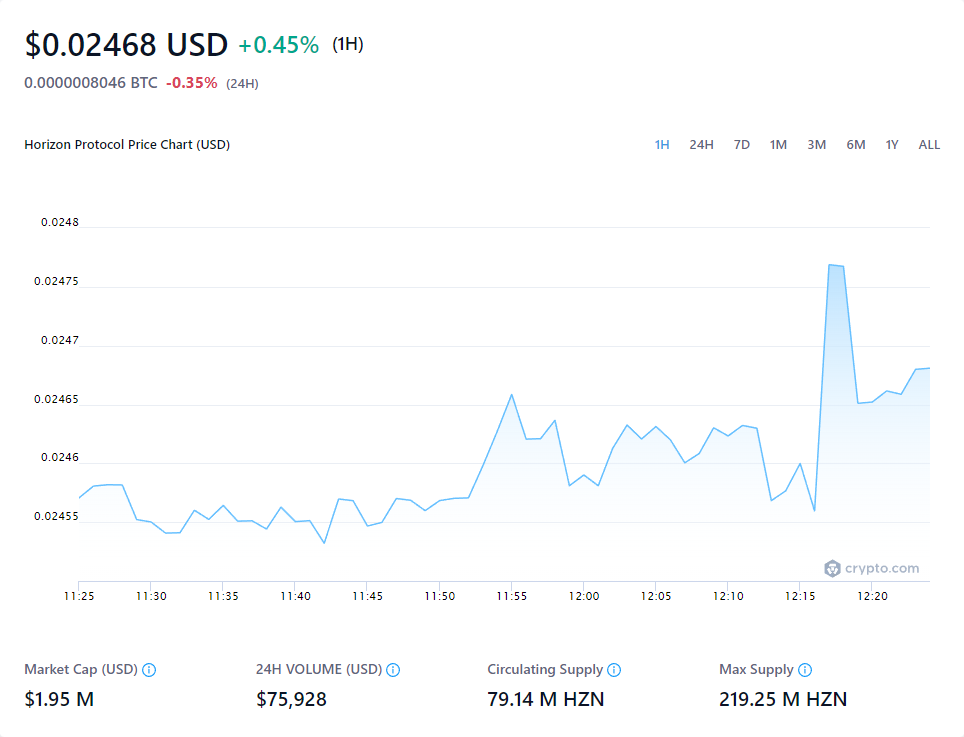 $0.02468 USD +0.45% (1H)
0.0000008046 BTC -0.35% (24H)
Horizon Protocol Price Chart (USD) 1H 24H 7D 1M 3M 6M 1Y ALL
0.0248
0.02475
0.0247
0.02465
0.0246
0.02455
crypto.com
11:25 11:30 11:35 11:40 11:45 11:50 11:55 12:00 12:05 12:10 12:15 12:20
Market Cap (USD) 24H VOLUME (USD) Circulating Supply Max Supply
$1.95 M $75,928 79.14 M HZN 219.25 M HZN